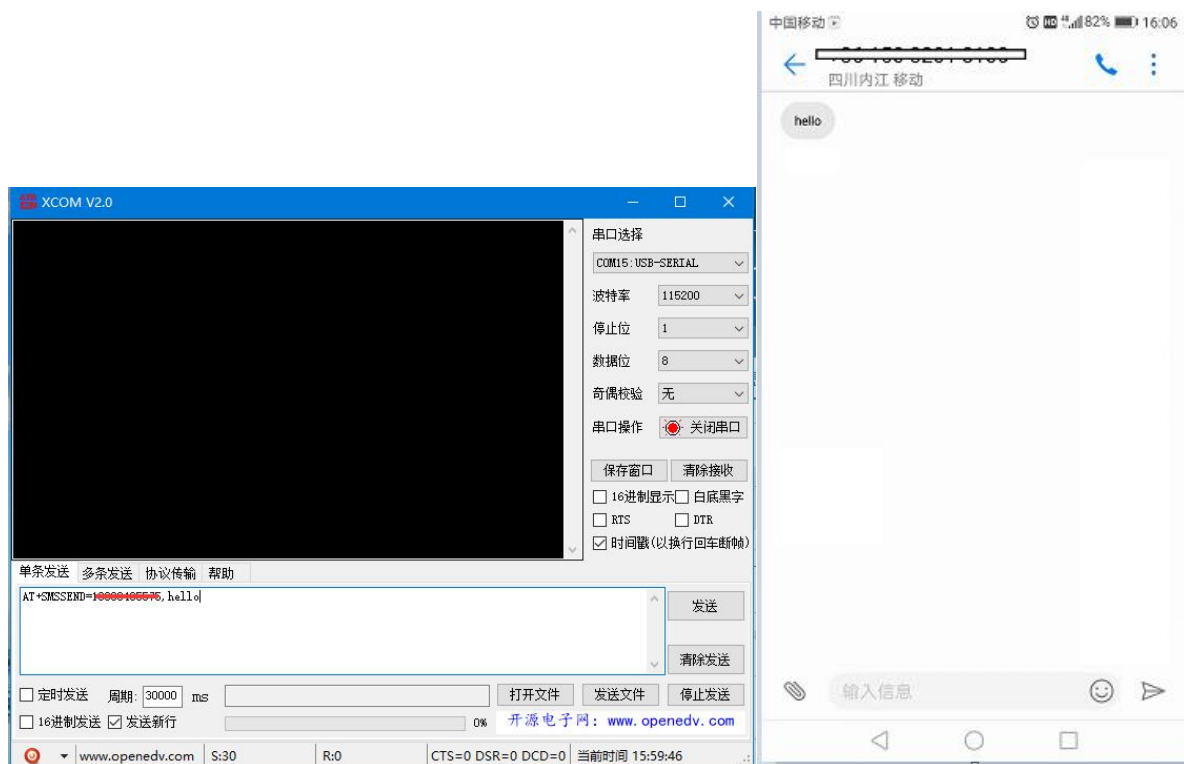 XCOM V2.0
串口选择
COM15:USB-SERIAL
波特率 115200
停止位 1
数据位 8
奇偶校验 无
串口操作 关闭串口
保存窗口 清除接收
16进制显示 白底黑字
RTS DTR
时间戳(以换行回车断帧)
单条发送 多条发送 协议传输 帮助
AT+SMSSEND= ,hello
发送
清除发送
定时发送 周期: 30000 ms 打开文件 发送文件 停止发送
16进制发送 发送新行 0% 开源电子网: www.openedv.com
www.openedv.com S:30 R:0 CTS=0 DSR=0 DCD=0 当前时间 15:59:46
中国移动 HD 82% 16:06
四川内江 移动
hello
输入信息